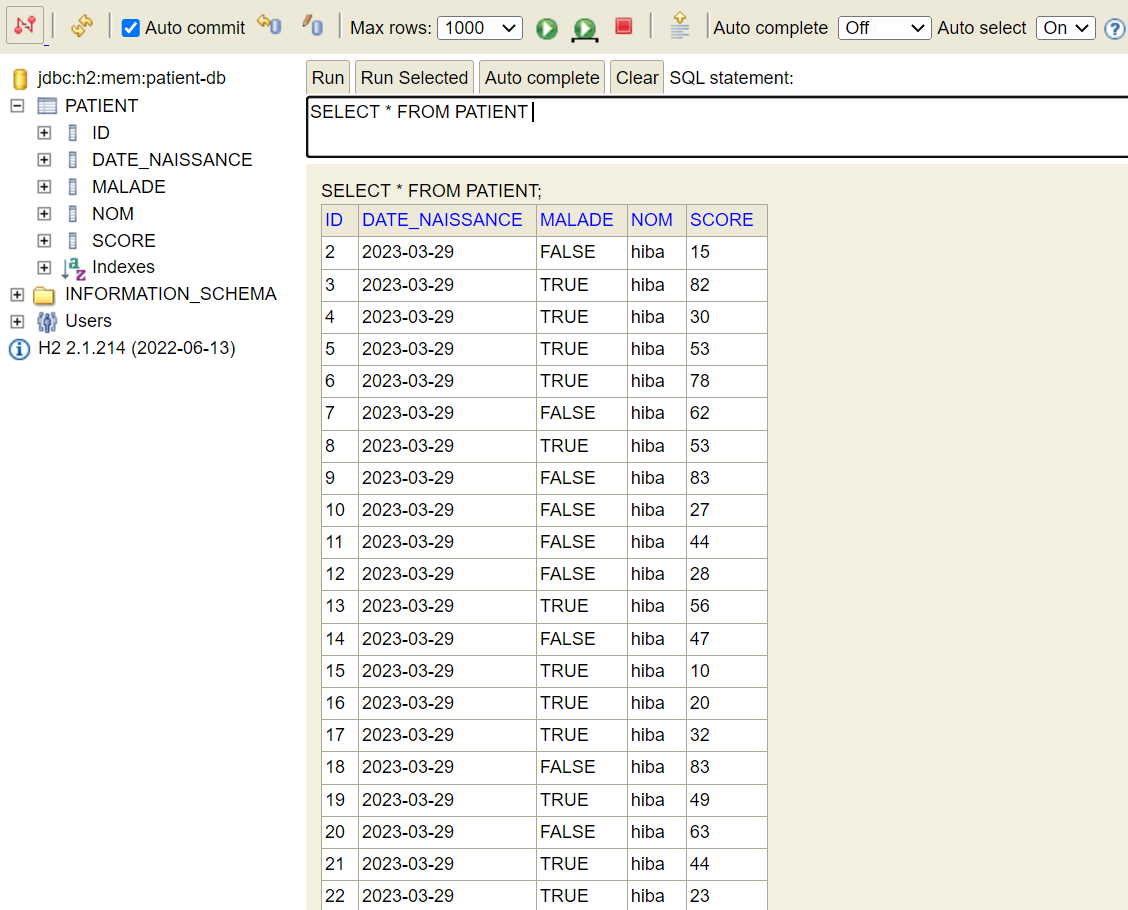 Auto commit Max rows: 1000 Auto complete Off Auto select On ?
jdbc:h2:mem:patient-db
PATIENT
ID
DATE_NAISSANCE
MALADE
NOM
SCORE
Indexes
INFORMATION_SCHEMA
Users
H2 2.1.214 (2022-06-13)
Run Run Selected Auto complete Clear SQL statement:
SELECT * FROM PATIENT
SELECT * FROM PATIENT;
ID DATE_NAISSANCE MALADE NOM SCORE
2 2023-03-29 FALSE hiba 15
3 2023-03-29 TRUE hiba 82
4 2023-03-29 TRUE hiba 30
5 2023-03-29 TRUE hiba 53
6 2023-03-29 TRUE hiba 78
7 2023-03-29 FALSE hiba 62
8 2023-03-29 TRUE hiba 53
9 2023-03-29 FALSE hiba 83
10 2023-03-29 FALSE hiba 27
11 2023-03-29 FALSE hiba 44
12 2023-03-29 FALSE hiba 28
13 2023-03-29 TRUE hiba 56
14 2023-03-29 FALSE hiba 47
15 2023-03-29 TRUE hiba 10
16 2023-03-29 TRUE hiba 20
17 2023-03-29 TRUE hiba 32
18 2023-03-29 FALSE hiba 83
19 2023-03-29 TRUE hiba 49
20 2023-03-29 FALSE hiba 63
21 2023-03-29 TRUE hiba 44
22 2023-03-29 TRUE hiba 23